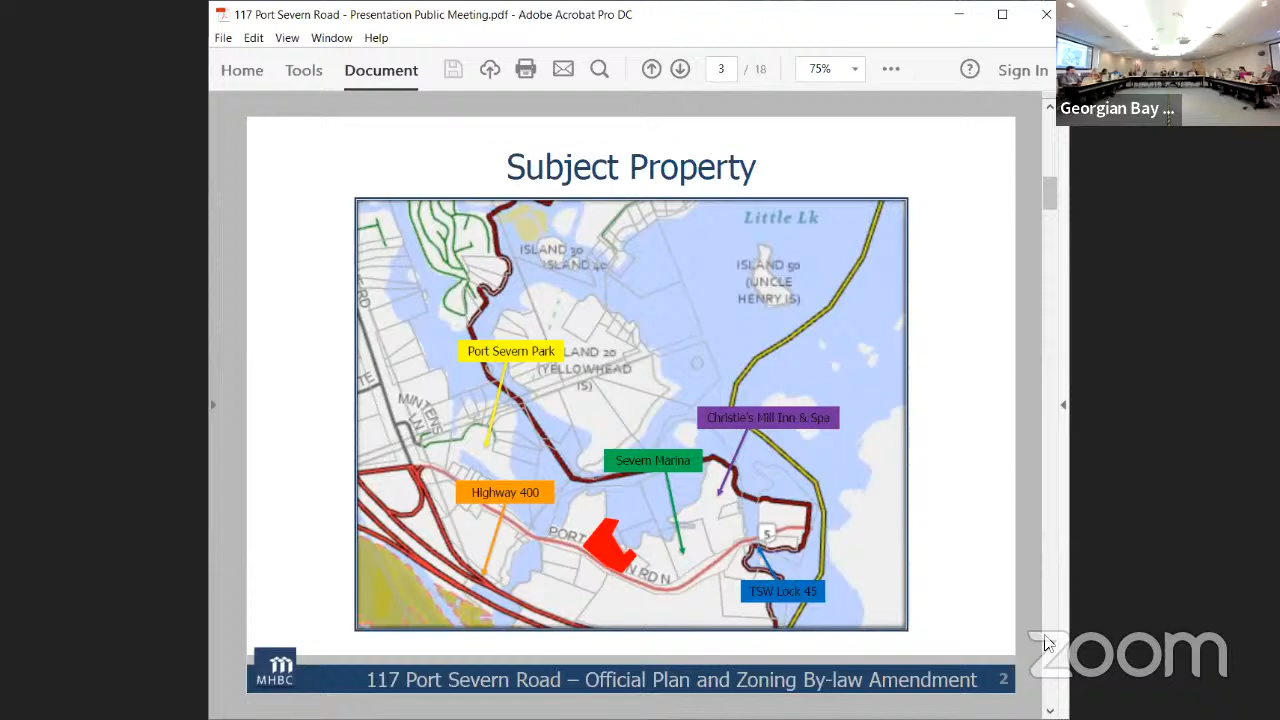 117 Port Severn Road - Presentation Public Meeting.pdf - Adobe Acrobat Pro DC
File Edit View Window Help
Home Tools Document 3 / 18 75% Sign In
Georgian Bay ...
Subject Property
Little Lk
ISLAND 30
ISLAND 40
ISLAND 50
(UNCLE
HENRY IS)
Port Severn Park
LAND 20
(YELLOWHEAD
IS)
MINTENS
LN
Christie's Mill Inn & Spa
Severn Marina
Highway 400
PORT
N RD N
5
TSW Lock 45
MHBC
117 Port Severn Road – Official Plan and Zoning By-law Amendment 2
zoom